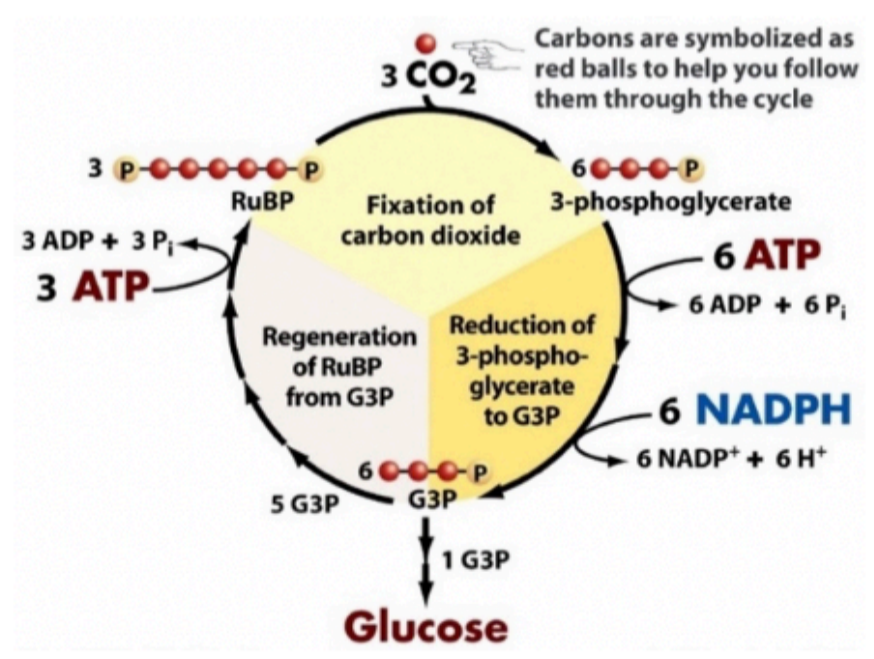 Carbons are symbolized as
red balls to help you follow
them through the cycle
3 CO₂
3 P P
RuBP
6 P
3-phosphoglycerate
Fixation of
carbon dioxide
3 ADP + 3 Pᵢ
3 ATP
6 ATP
6 ADP + 6 Pᵢ
Regeneration
of RuBP
from G3P
Reduction of
3-phospho-
glycerate
to G3P
6 NADPH
6 NADP⁺ + 6 H⁺
6 P
G3P
5 G3P
1 G3P
Glucose